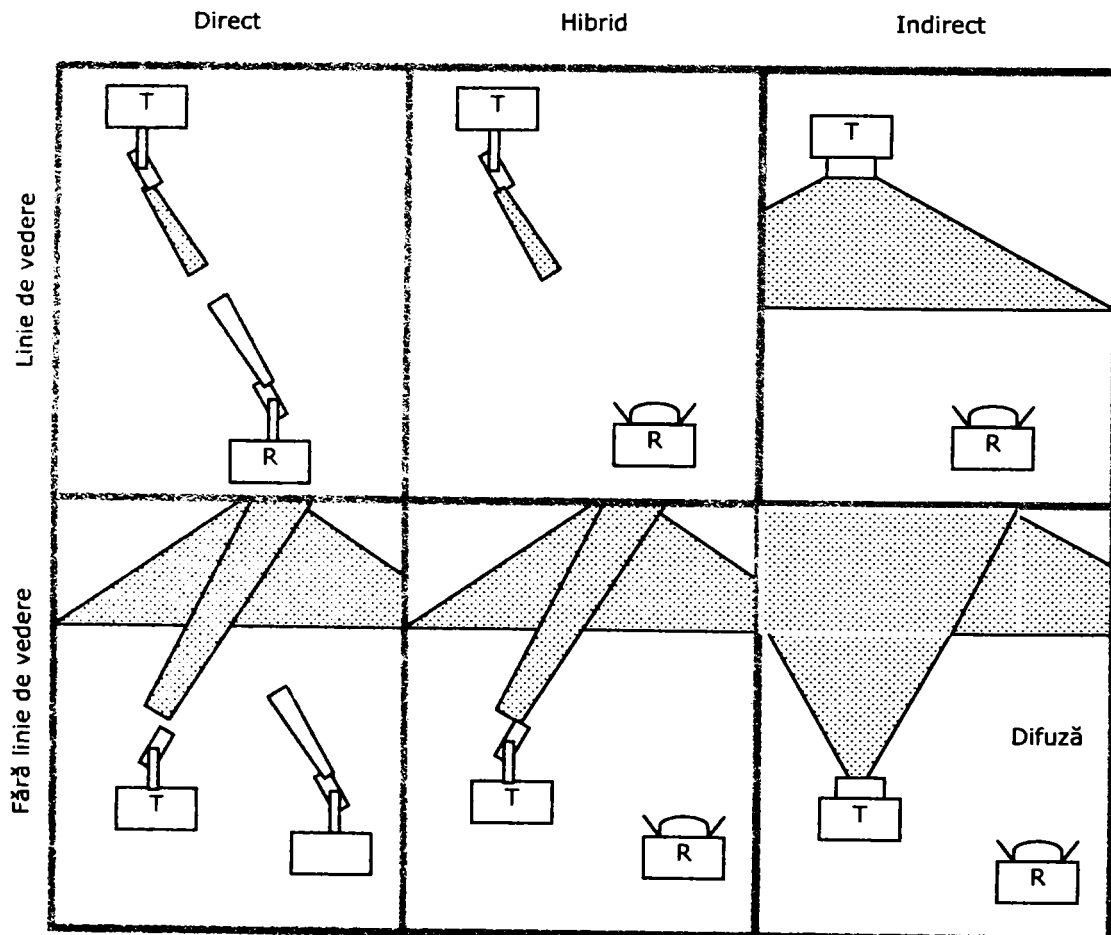 Direct
Hibrid
Indirect
Linie de vedere
T
R
T
R
T
R
Fără linie de vedere
T
T
R
Difuză
T
R